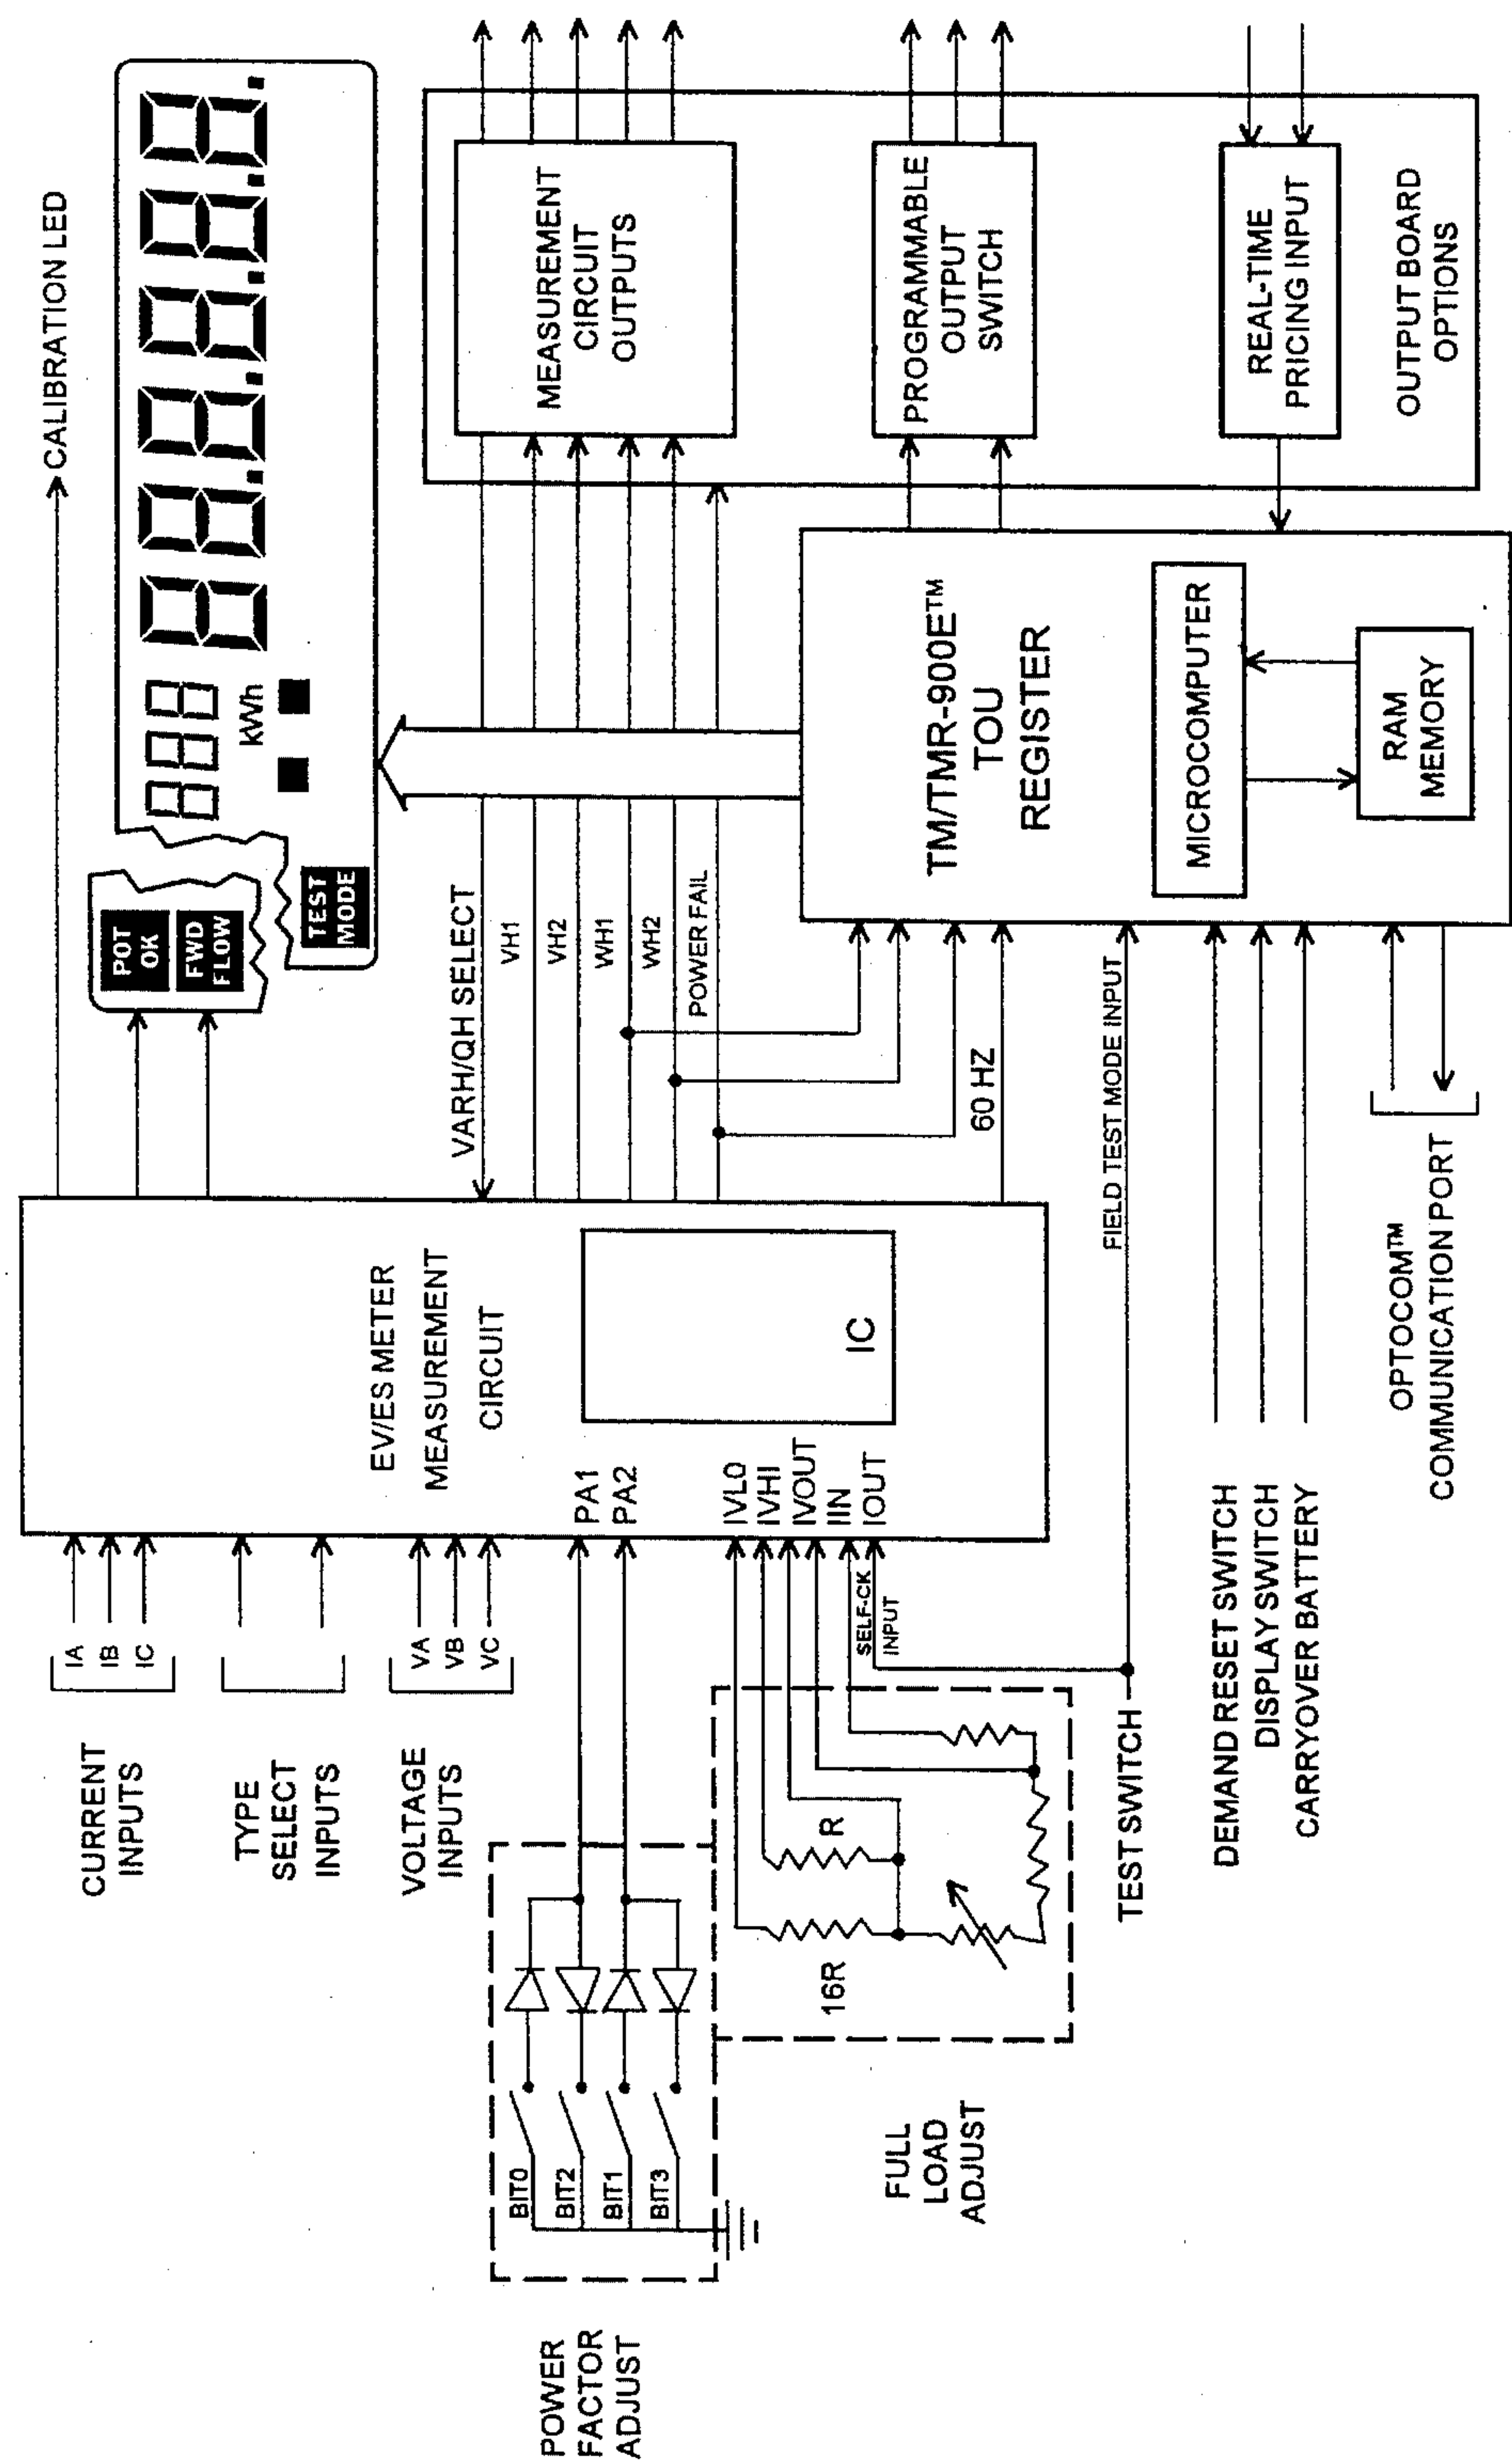 CALIBRATION LED
POT
OK
FWD
FLOW
TEST
MODE
kWh
CURRENT
INPUTS
IA
IB
IC
TYPE
SELECT
INPUTS
VOLTAGE
INPUTS
VA
VB
VC
EV/ES METER
MEASUREMENT
CIRCUIT
IC
PA1
PA2
IVL0
IVHI
IVOUT
IIN
IOUT
SELF-CK
INPUT
POWER
FACTOR
ADJUST
BIT0
BIT2
BIT1
BIT3
FULL
LOAD
ADJUST
16R
R
VARH/QH SELECT
VH1
VH2
WH1
WH2
POWER FAIL
60 HZ
FIELD TEST MODE INPUT
TEST SWITCH
DEMAND RESET SWITCH
DISPLAY SWITCH
CARRYOVER BATTERY
OPTOCOM™
COMMUNICATION PORT
TM/TMR-900E™
TOU
REGISTER
MICROCOMPUTER
RAM
MEMORY
MEASUREMENT
CIRCUIT
OUTPUTS
PROGRAMMABLE
OUTPUT
SWITCH
REAL-TIME
PRICING INPUT
OUTPUT BOARD
OPTIONS